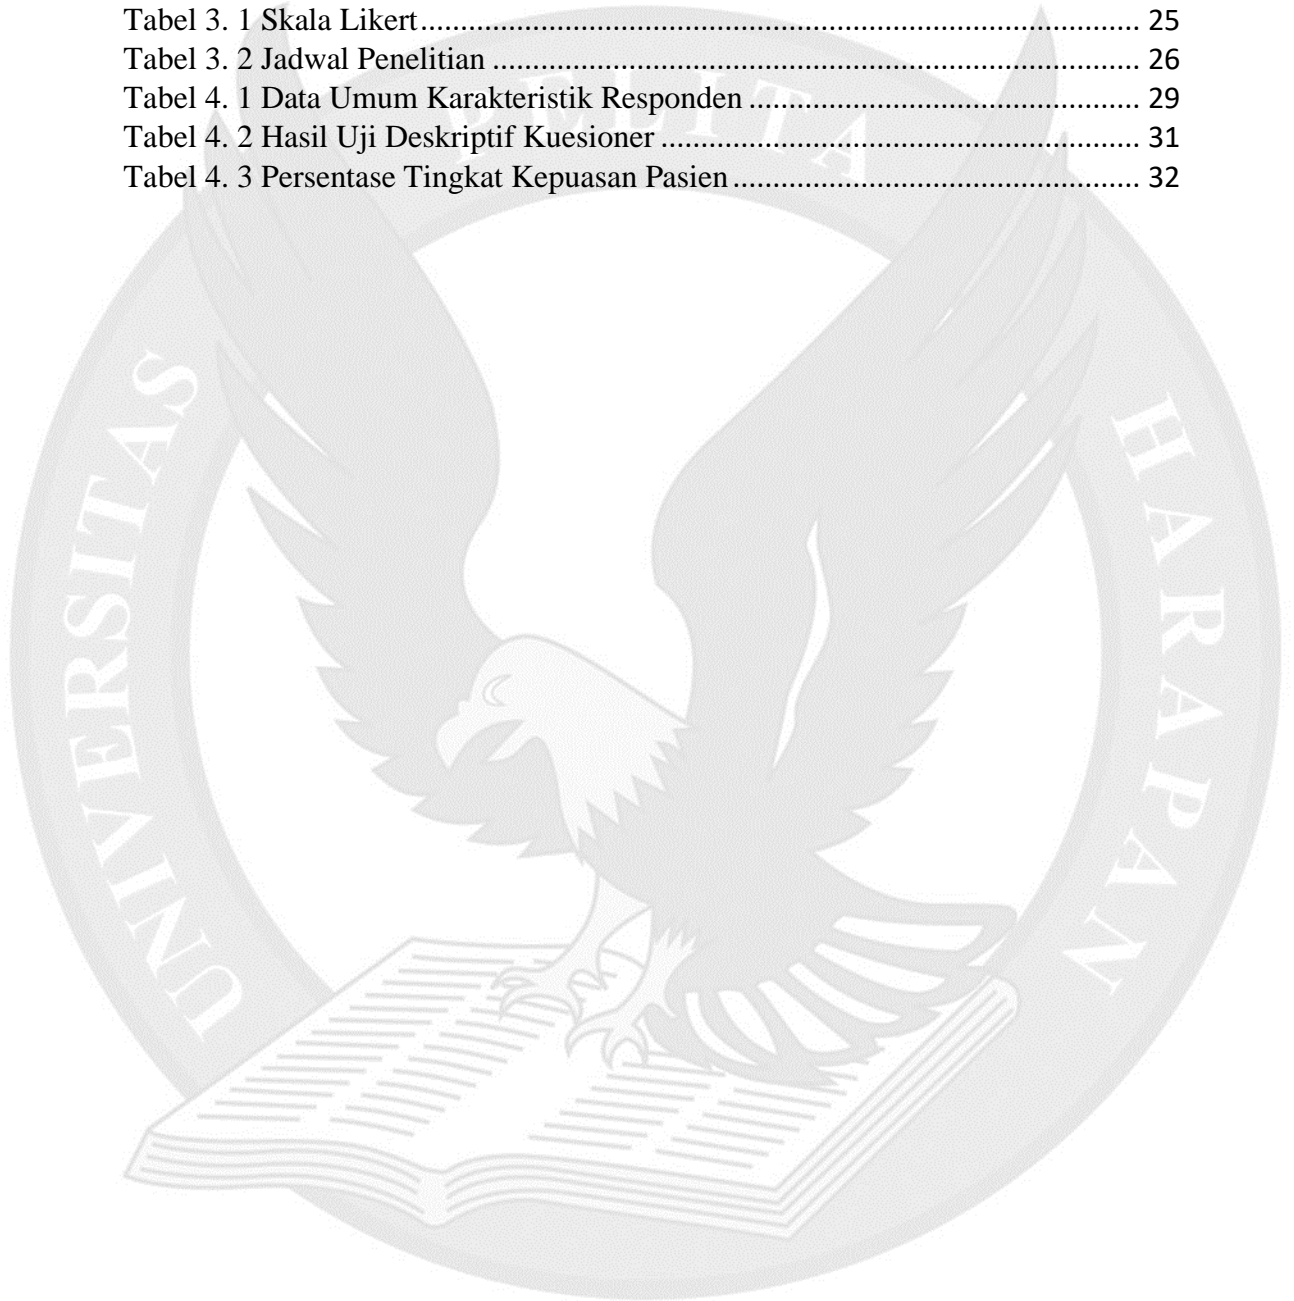 Tabel 3. 1 Skala Likert......................................................................................... 25
Tabel 3. 2 Jadwal Penelitian ................................................................................ 26
Tabel 4. 1 Data Umum Karakteristik Responden ................................................ 29
Tabel 4. 2 Hasil Uji Deskriptif Kuesioner........................................................... 31
Tabel 4. 3 Persentase Tingkat Kepuasan Pasien.................................................. 32
UNIVERSITAS PELITA HARAPAN